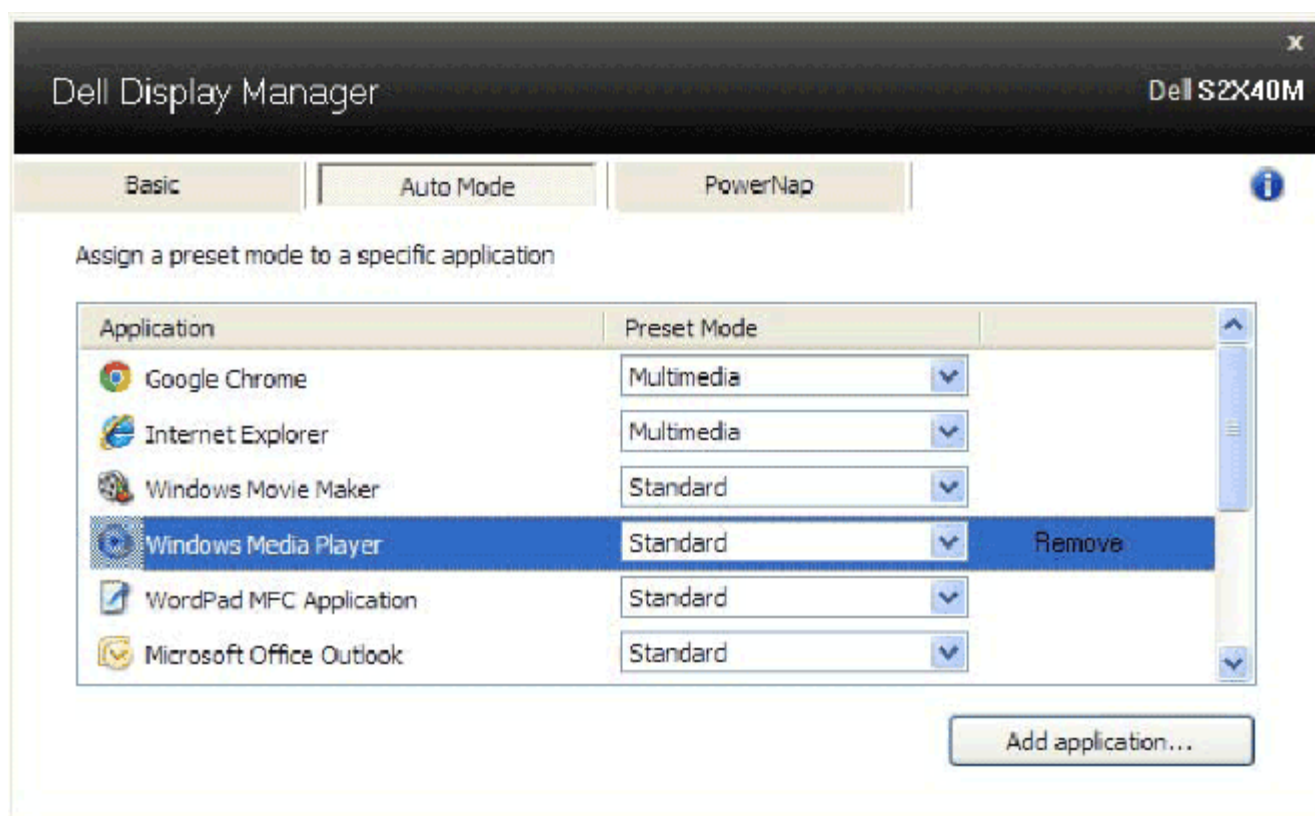 x
Dell Display Manager
Dell S2X40M
Basic
Auto Mode
PowerNap
Assign a preset mode to a specific application
Application
Preset Mode
Google Chrome
Multimedia
Internet Explorer
Multimedia
Windows Movie Maker
Standard
Windows Media Player
Standard
Remove
WordPad MFC Application
Standard
Microsoft Office Outlook
Standard
Add application...